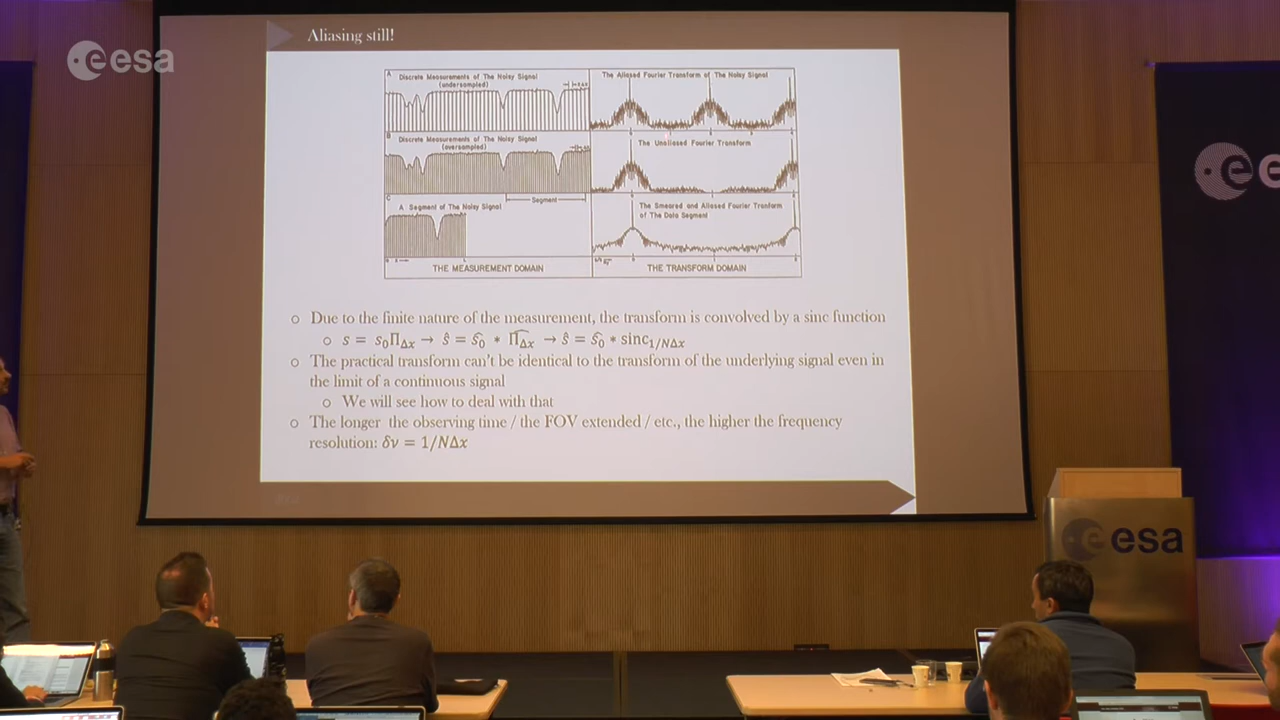 esa
Aliasing still!
A
Discrete Measurements of The Noisy Signal
(undersampled)
The Aliased Fourier Transform of The Noisy Signal
B
Discrete Measurements of The Noisy Signal
(oversampled)
The Unaliased Fourier Transform
C
A Segment of The Noisy Signal
Segment
The Smeared and Aliased Fourier Tranform
of The Data Segment
THE MEASUREMENT DOMAIN
THE TRANSFORM DOMAIN
○ Due to the finite nature of the measurement, the transform is convolved by a sinc function
○ s = s₀Π_Δx → ŝ = ŝ₀ * Π̂_Δx → ŝ = ŝ₀ * sinc_1/NΔx
○ The practical transform can't be identical to the transform of the underlying signal even in
the limit of a continuous signal
○ We will see how to deal with that
○ The longer the observing time / the FOV extended / etc., the higher the frequency
resolution: δν = 1/NΔx
esa